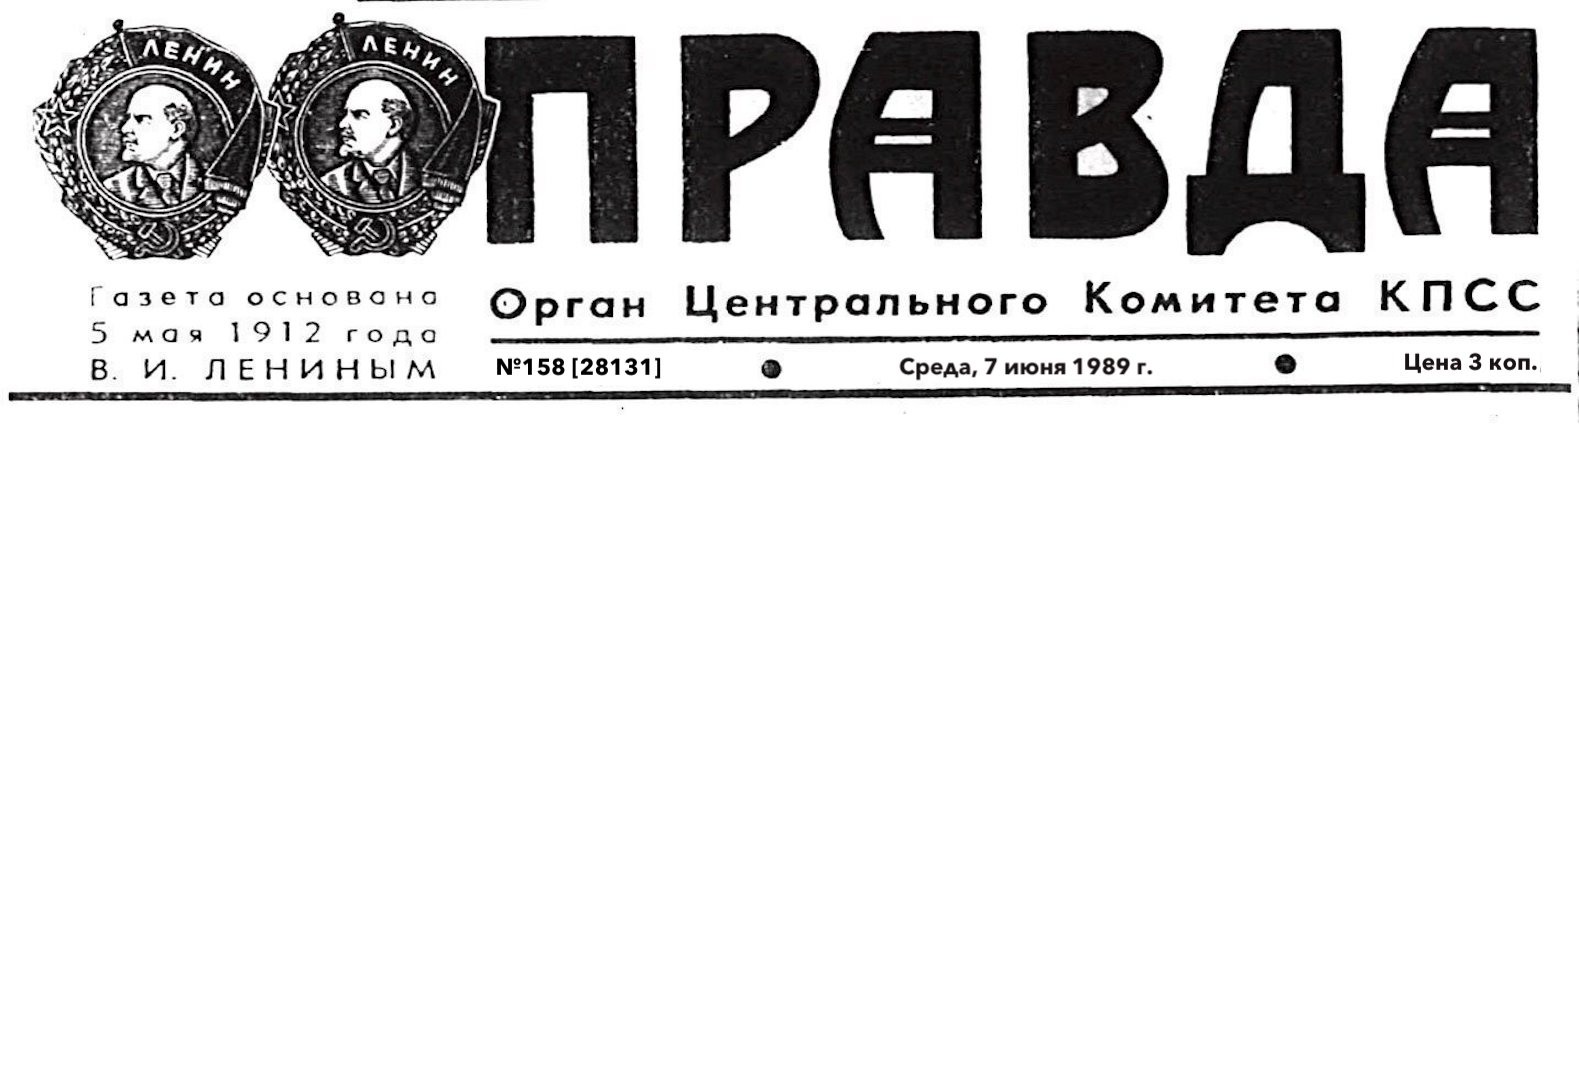 ЛЕНИН ЛЕНИН
ПРАВДА
Газета основана
5 мая 1912 года
В. И. ЛЕНИНЫМ
Орган Центрального Комитета КПСС
№158 [28131] • Среда, 7 июня 1989 г. • Цена 3 коп.